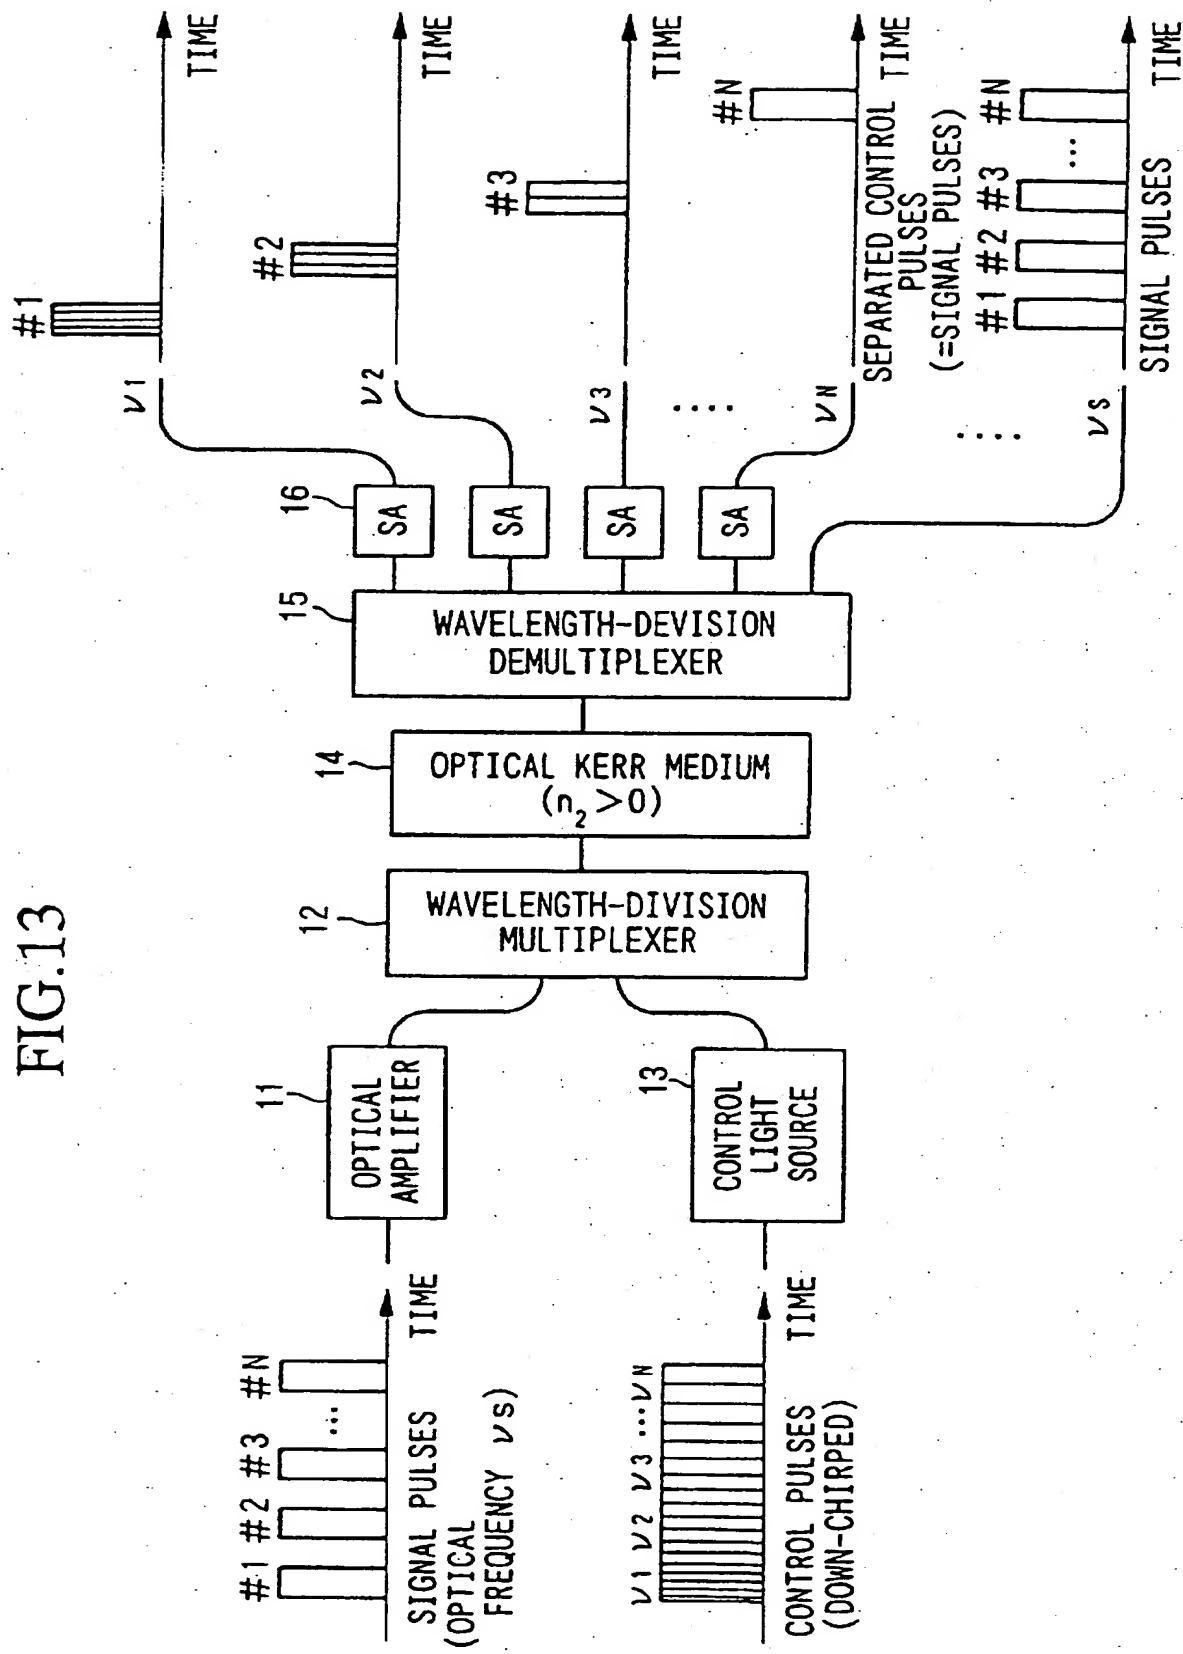 FIG.13
#1 #2 #3 ... #N
TIME
SIGNAL PULSES
(OPTICAL
FREQUENCY νs)
ν1 ν2 ν3 ...νN
TIME
CONTROL PULSES
(DOWN-CHIRPED)
11
OPTICAL
AMPLIFIER
13
CONTROL
LIGHT
SOURCE
12
WAVELENGTH-DIVISION
MULTIPLEXER
14
OPTICAL KERR MEDIUM
(n2>0)
15
WAVELENGTH-DEVISION
DEMULTIPLEXER
16
SA
SA
SA
SA
ν1
#1
TIME
ν2
#2
TIME
ν3
#3
TIME
....
νN
#N
TIME
SEPARATED CONTROL
PULSES
(=SIGNAL PULSES)
....
νS
#1 #2 #3 ... #N
TIME
SIGNAL PULSES